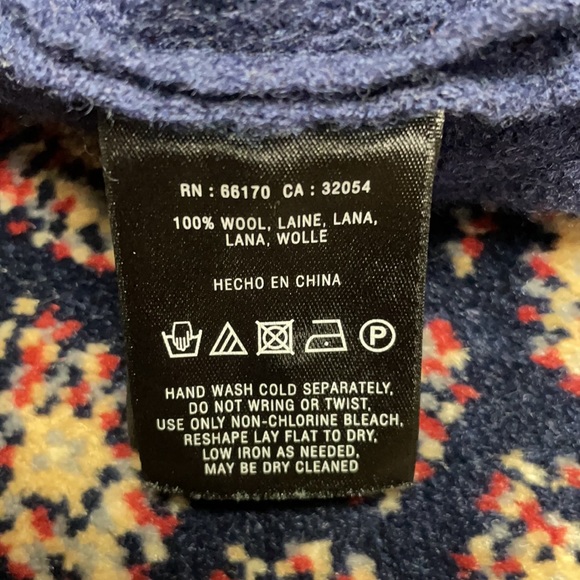 RN : 66170 CA : 32054
100% WOOL, LAINE, LANA,
LANA, WOLLE
HECHO EN CHINA
P
HAND WASH COLD SEPARATELY,
DO NOT WRING OR TWIST,
USE ONLY NON-CHLORINE BLEACH,
RESHAPE LAY FLAT TO DRY,
LOW IRON AS NEEDED,
MAY BE DRY CLEANED